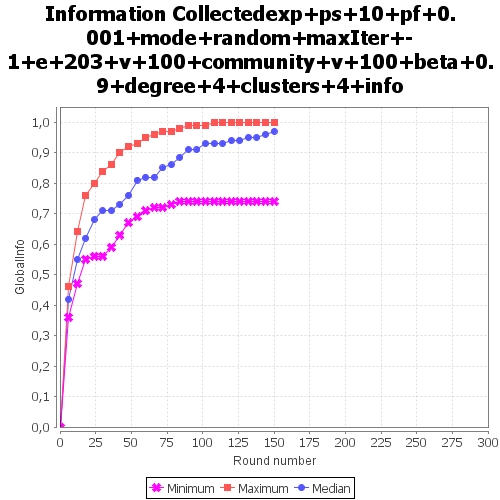 Information Collectedexp+ps+10+pf+0.
001+mode+random+maxIter+-
1+e+203+v+100+community+v+100+beta+0.
9+degree+4+clusters+4+info
1,0
0,9
0,8
0,7
0,6
0,5
0,4
0,3
0,2
0,1
0,0
GlobalInfo
0 25 50 75 100 125 150 175 200 225 250 275 300
Round number
Minimum Maximum Median